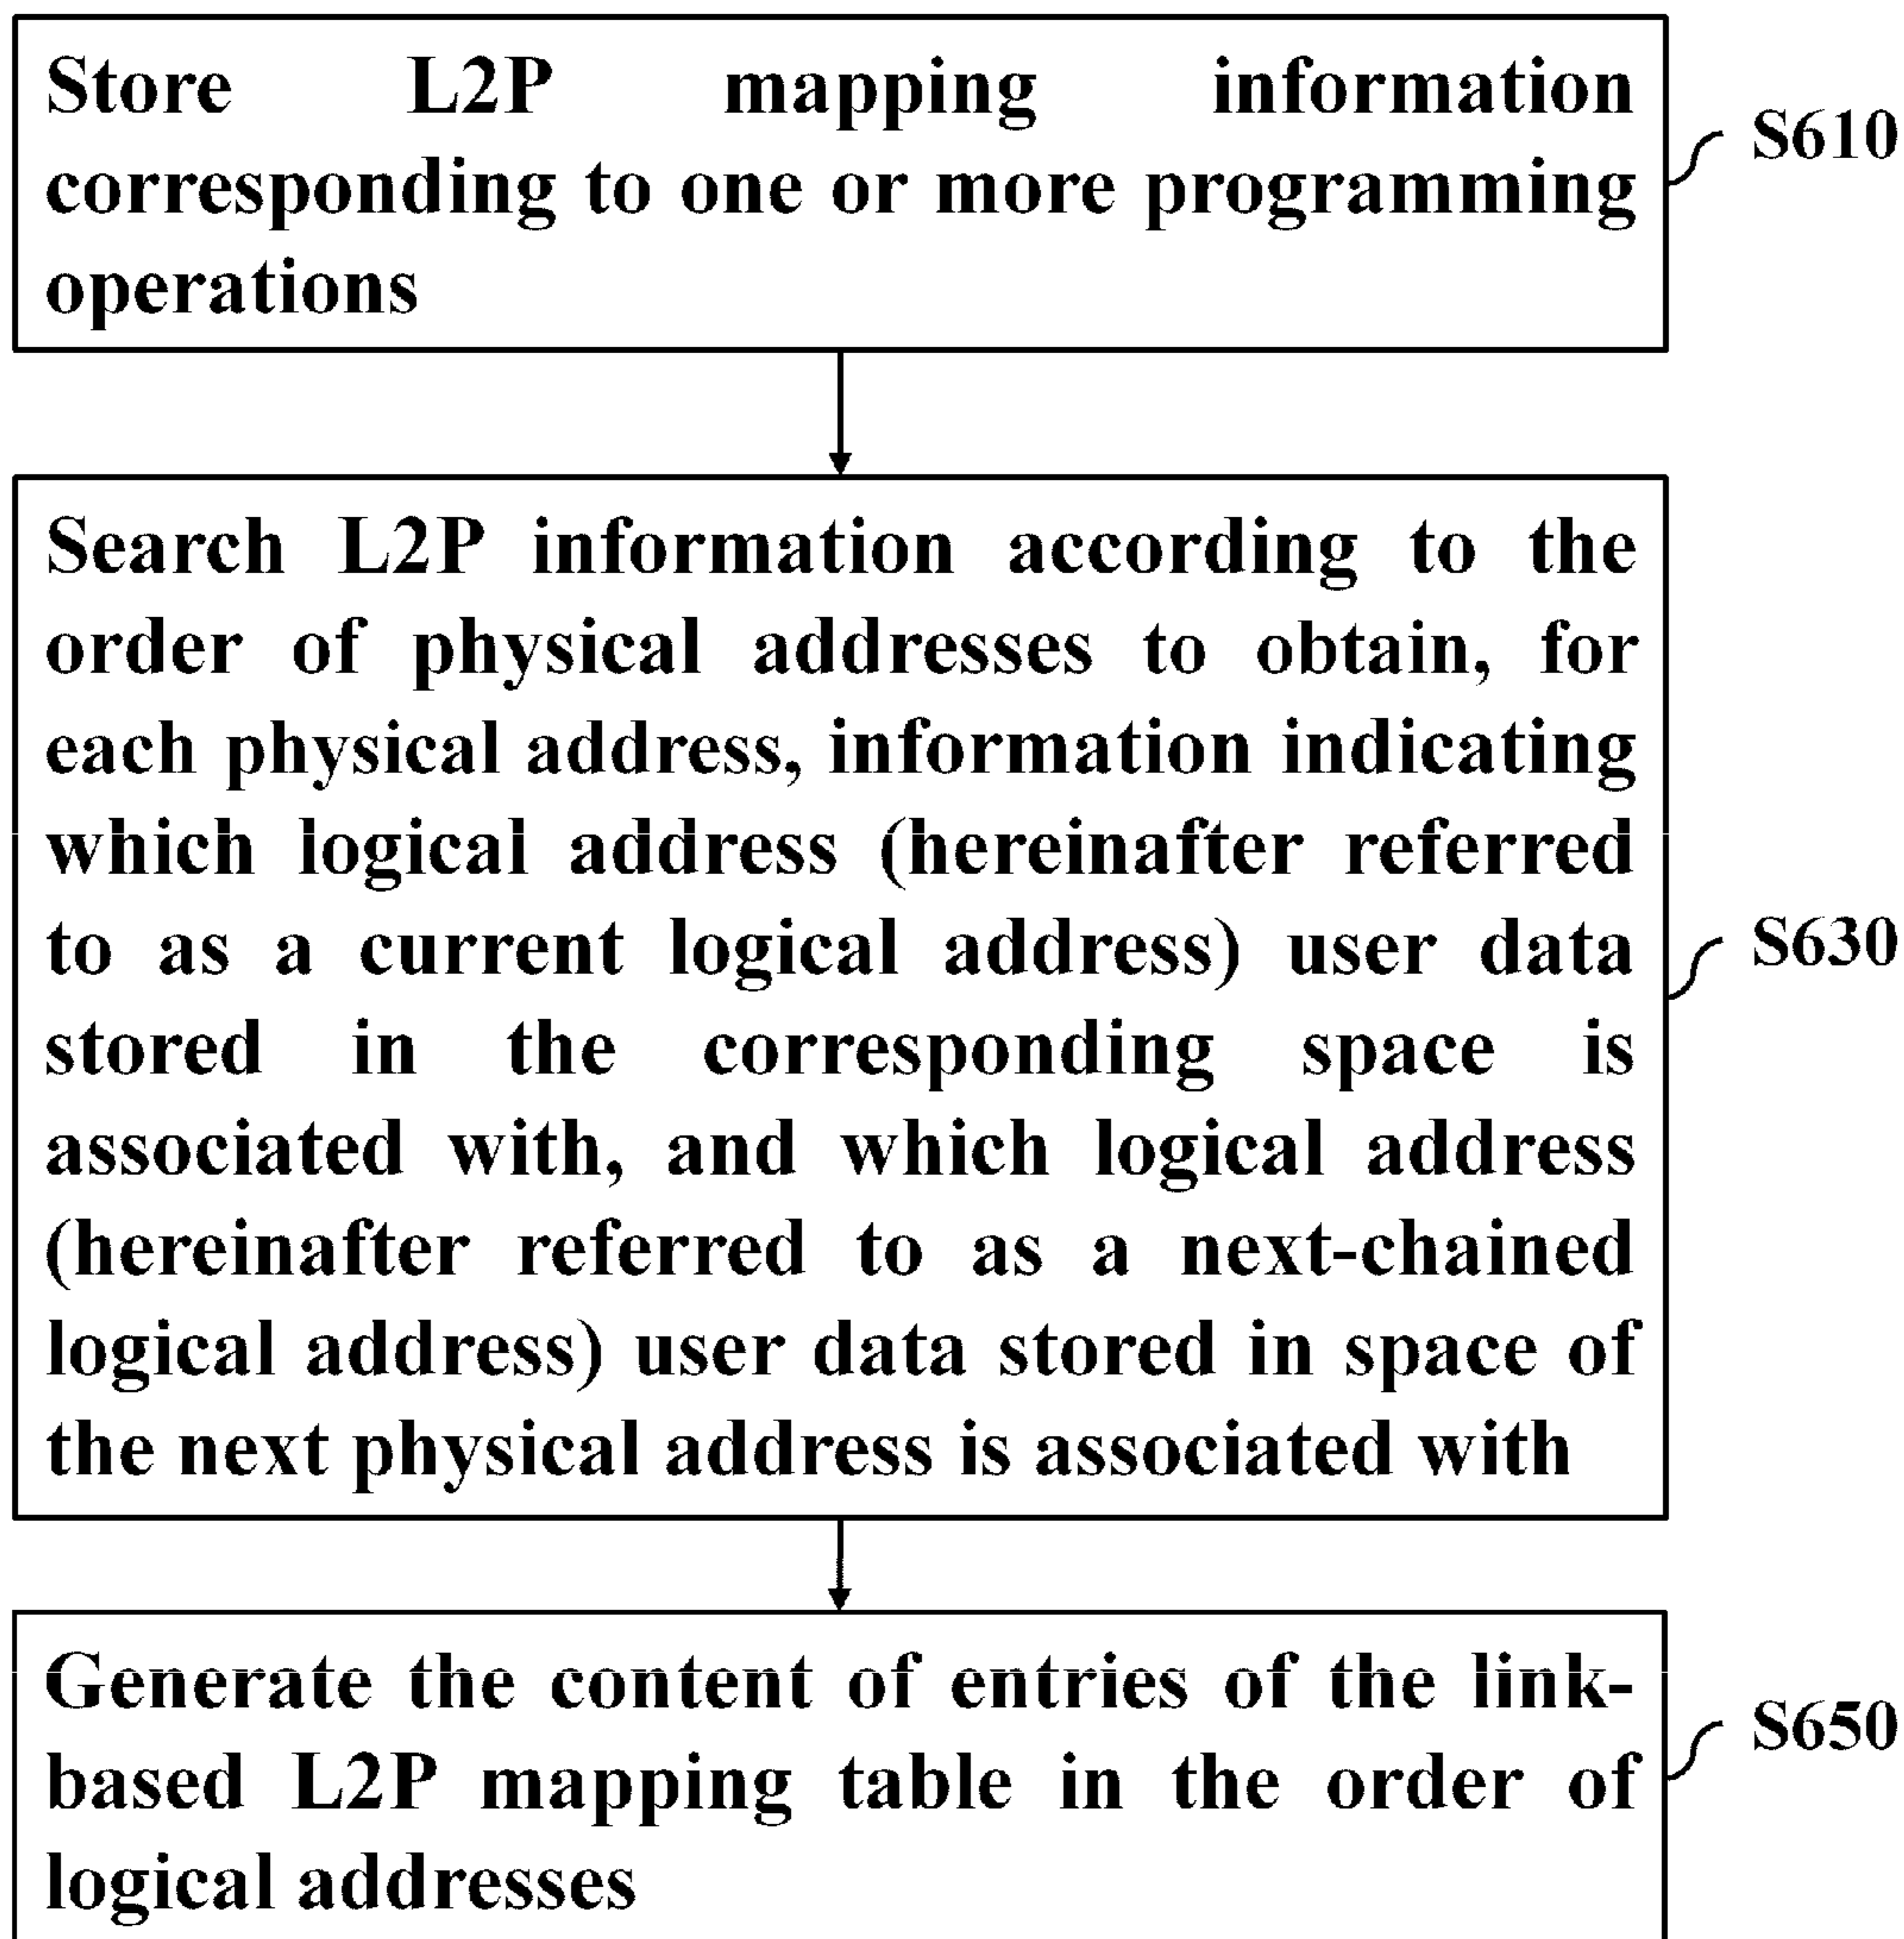 Store L2P mapping information
corresponding to one or more programming
operations
S610
Search L2P information according to the
order of physical addresses to obtain, for
each physical address, information indicating
which logical address (hereinafter referred
to as a current logical address) user data
stored in the corresponding space is
associated with, and which logical address
(hereinafter referred to as a next-chained
logical address) user data stored in space of
the next physical address is associated with
S630
Generate the content of entries of the link-
based L2P mapping table in the order of
logical addresses
S650